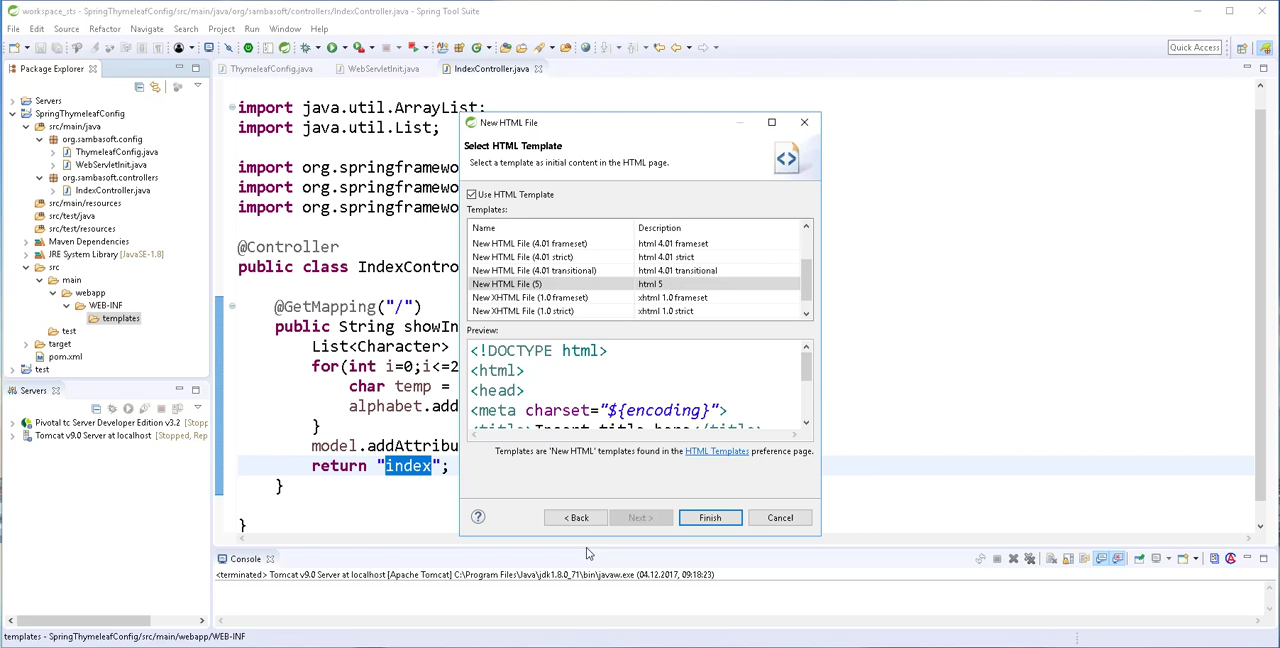 workspace_sts - SpringThymeleafConfig/src/main/java/org/sambasoft/controllers/IndexController.java - Spring Tool Suite
File Edit Source Refactor Navigate Search Project Run Window Help
Quick Access
Package Explorer
Servers
SpringThymeleafConfig
src/main/java
org.sambasoft.config
ThymeleafConfig.java
WebServletInit.java
org.sambasoft.controllers
IndexController.java
src/main/resources
src/test/java
src/test/resources
Maven Dependencies
JRE System Library [JavaSE-1.8]
src
main
webapp
WEB-INF
templates
test
target
pom.xml
test
Servers
Pivotal tc Server Developer Edition v3.2 [Stopp
Tomcat v9.0 Server at localhost [Stopped, Rep
ThymeleafConfig.java WebServletInit.java IndexController.java
import java.util.ArrayList;
import java.util.List;
import org.springframewo
import org.springframewo
import org.springframewo
@Controller
public class IndexContro
@GetMapping("/")
public String showIn
List<Character>
for(int i=0;i<=2
char temp =
alphabet.add
}
model.addAttribu
return "index";
}
}
New HTML File
Select HTML Template
Select a template as initial content in the HTML page.
Use HTML Template
Templates:
Name Description
New HTML File (4.01 frameset) html 4.01 frameset
New HTML File (4.01 strict) html 4.01 strict
New HTML File (4.01 transitional) html 4.01 transitional
New HTML File (5) html 5
New XHTML File (1.0 frameset) xhtml 1.0 frameset
New XHTML File (1.0 strict) xhtml 1.0 strict
Preview:
<!DOCTYPE html>
<html>
<head>
<meta charset="${encoding}">
<title>Insert title here</title>
Templates are 'New HTML' templates found in the HTML Templates preference page.
? < Back Next > Finish Cancel
Console
<terminated> Tomcat v9.0 Server at localhost [Apache Tomcat] C:\Program Files\Java\jdk1.8.0_71\bin\javaw.exe (04.12.2017, 09:18:23)
templates - SpringThymeleafConfig/src/main/webapp/WEB-INF